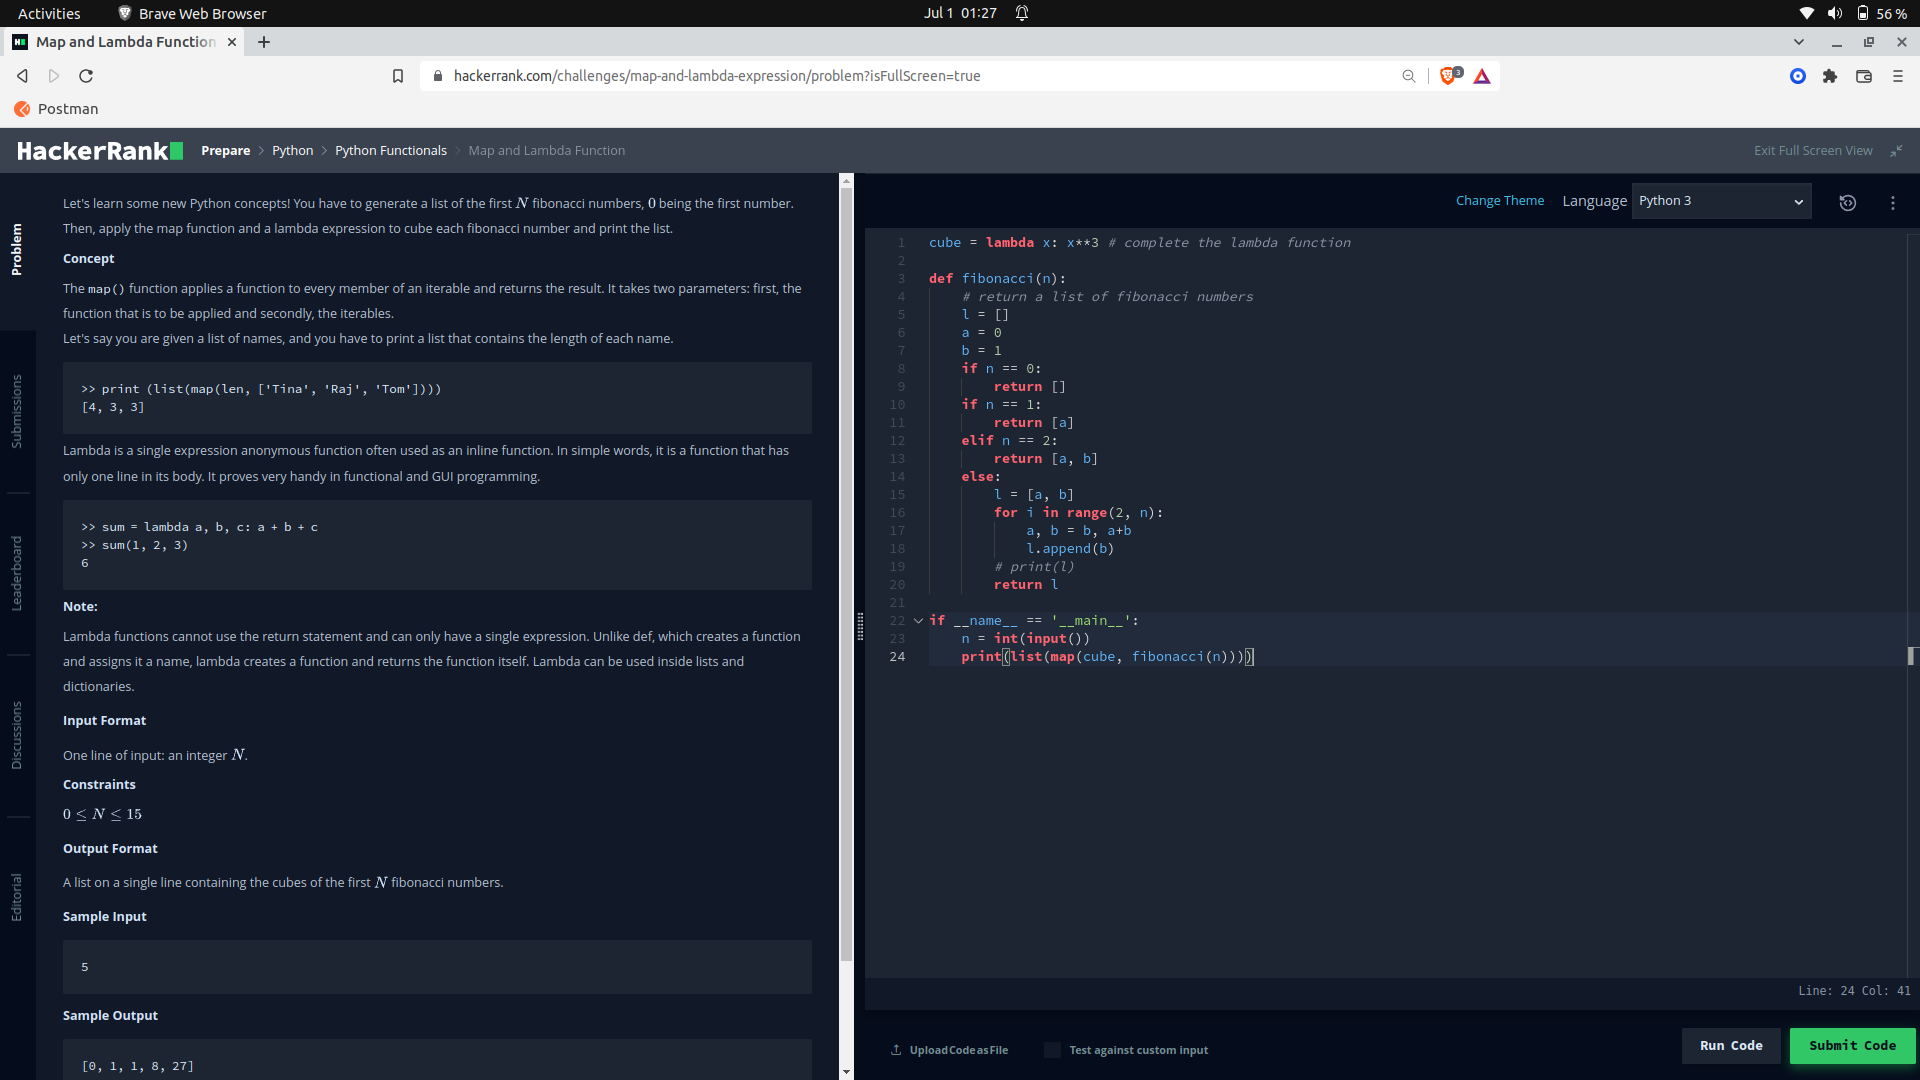 Activities
Brave Web Browser
Jul 1 01:27
56 %
Map and Lambda Function
hackerrank.com/challenges/map-and-lambda-expression/problem?isFullScreen=true
3
Postman
HackerRank
Prepare > Python > Python Functionals > Map and Lambda Function
Exit Full Screen View
Problem
Submissions
Leaderboard
Discussions
Editorial
Let's learn some new Python concepts! You have to generate a list of the first N fibonacci numbers, 0 being the first number.
Then, apply the map function and a lambda expression to cube each fibonacci number and print the list.
Concept
The map() function applies a function to every member of an iterable and returns the result. It takes two parameters: first, the
function that is to be applied and secondly, the iterables.
Let's say you are given a list of names, and you have to print a list that contains the length of each name.
>> print (list(map(len, ['Tina', 'Raj', 'Tom'])))
[4, 3, 3]
Lambda is a single expression anonymous function often used as an inline function. In simple words, it is a function that has
only one line in its body. It proves very handy in functional and GUI programming.
>> sum = lambda a, b, c: a + b + c
>> sum(1, 2, 3)
6
Note:
Lambda functions cannot use the return statement and can only have a single expression. Unlike def, which creates a function
and assigns it a name, lambda creates a function and returns the function itself. Lambda can be used inside lists and
dictionaries.
Input Format
One line of input: an integer N.
Constraints
0 ≤ N ≤ 15
Output Format
A list on a single line containing the cubes of the first N fibonacci numbers.
Sample Input
5
Sample Output
[0, 1, 1, 8, 27]
Change Theme
Language
Python 3
1 cube = lambda x: x**3 # complete the lambda function
2
3 def fibonacci(n):
4     # return a list of fibonacci numbers
5     l = []
6     a = 0
7     b = 1
8     if n == 0:
9         return []
10     if n == 1:
11         return [a]
12     elif n == 2:
13         return [a, b]
14     else:
15         l = [a, b]
16         for i in range(2, n):
17             a, b = b, a+b
18             l.append(b)
19         # print(l)
20         return l
21
22 if __name__ == '__main__':
23     n = int(input())
24     print(list(map(cube, fibonacci(n))))
Line: 24 Col: 41
Upload Code as File
Test against custom input
Run Code
Submit Code